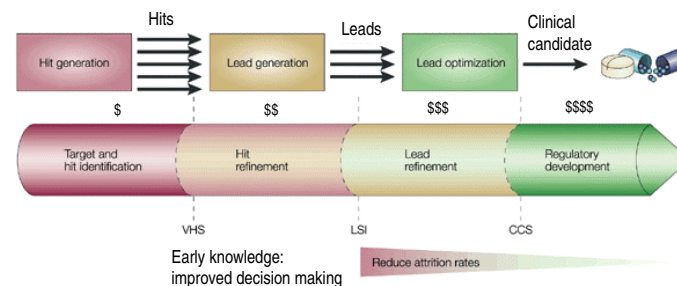 Hits
Leads
Clinical
candidate
Hit generation
Lead generation
Lead optimization
$
$$
$$$
$$$$
Target and
hit identification
Hit
refinement
Lead
refinement
Regulatory
development
VHS
LSI
CCS
Early knowledge:
improved decision making
Reduce attrition rates